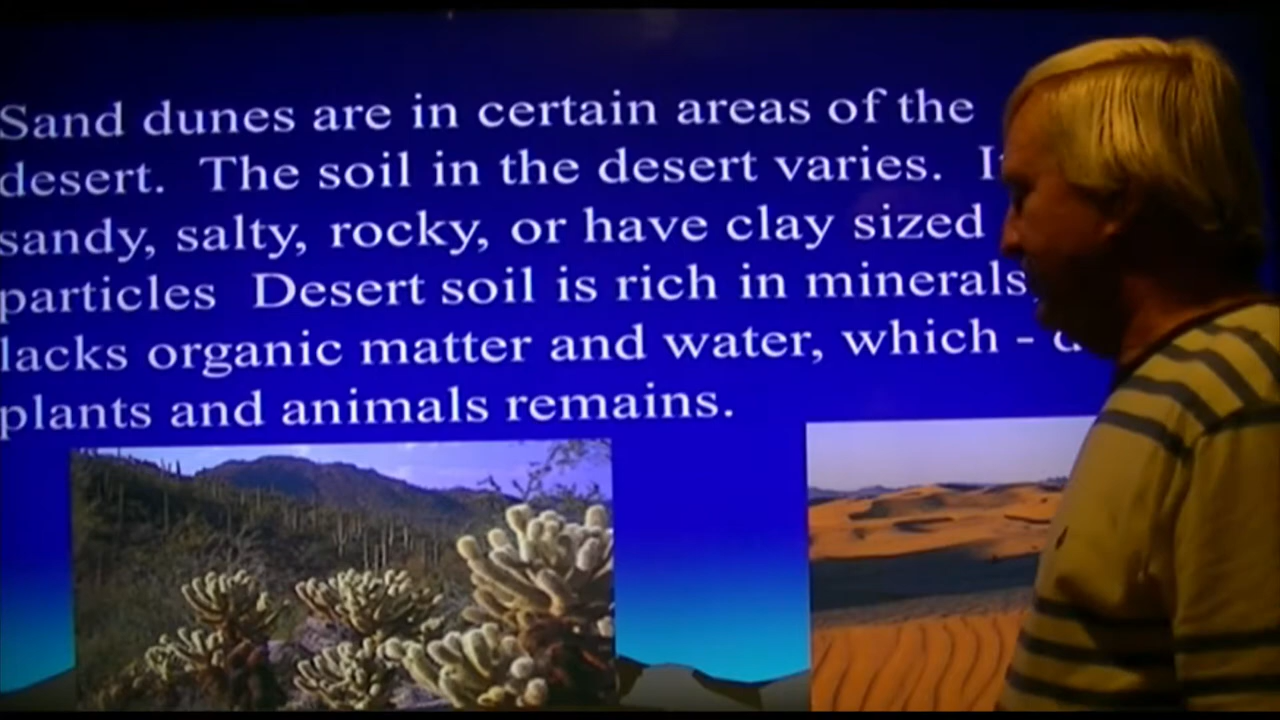 Sand dunes are in certain areas of the
desert. The soil in the desert varies.
sandy, salty, rocky, or have clay sized
particles Desert soil is rich in minerals,
lacks organic matter and water, which -
plants and animals remains.